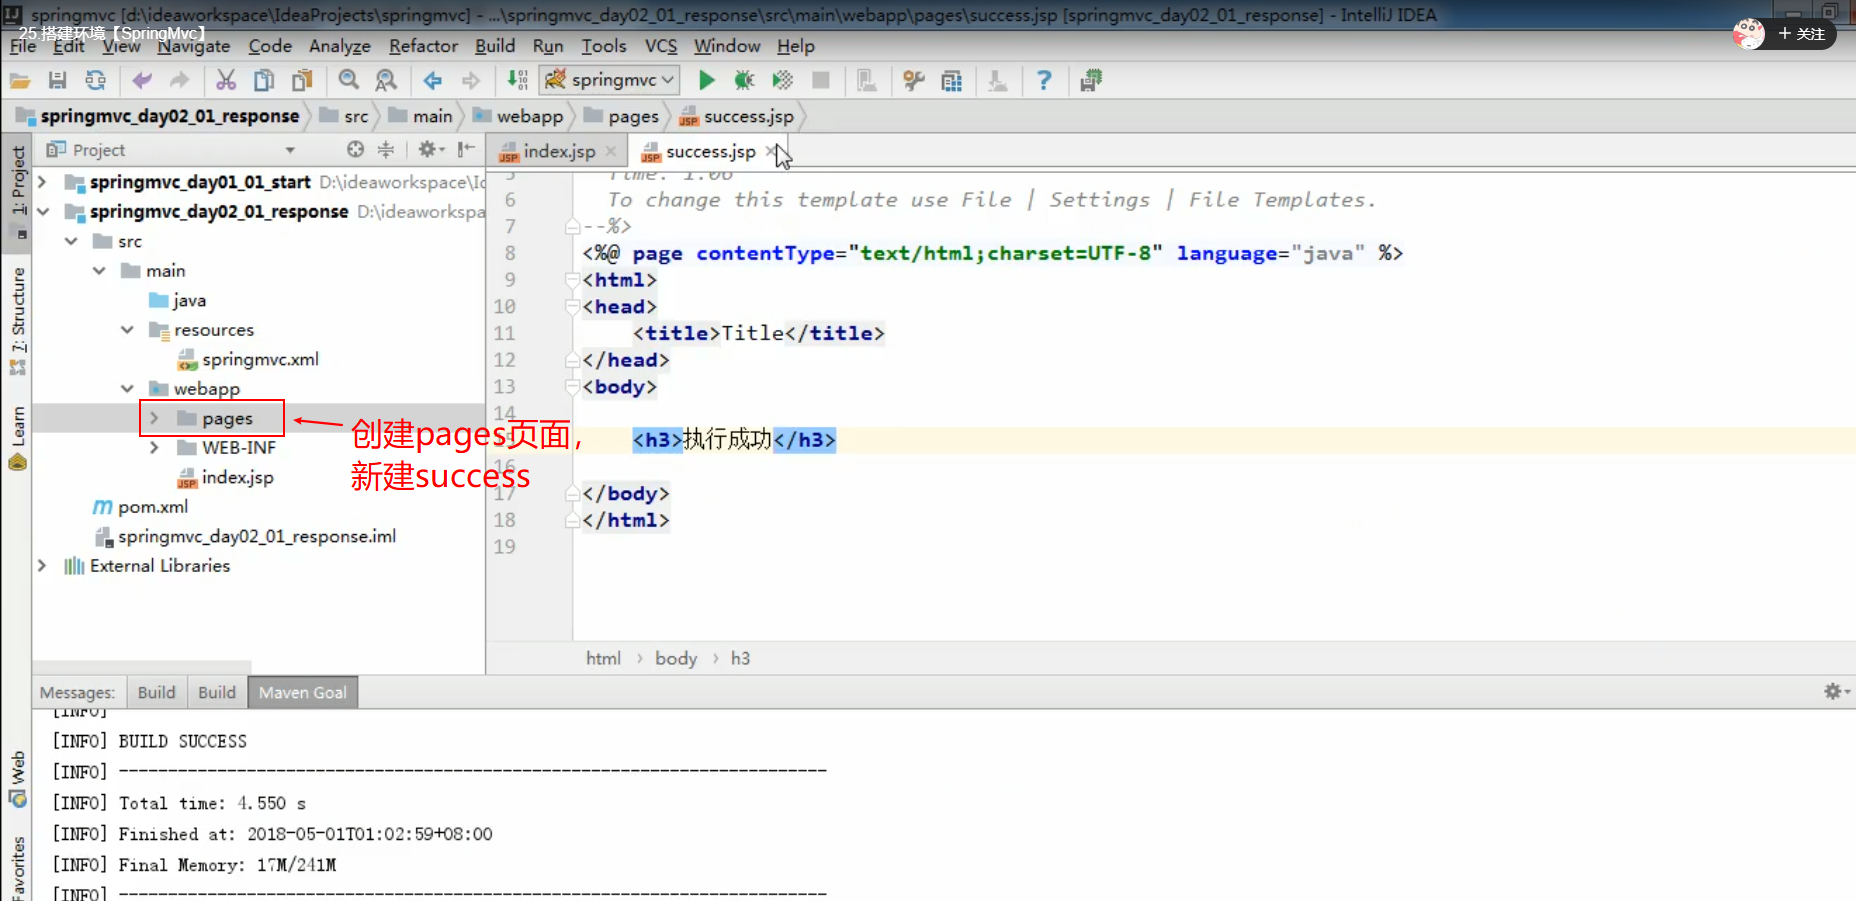 springmvc [d:\ideaworkspace\IdeaProjects\springmvc] - ...\springmvc_day02_01_response\src\main\webapp\pages\success.jsp [springmvc_day02_01_response] - IntelliJ IDEA
25.搭建环境【SpringMvc】
+ 关注
File Edit View Navigate Code Analyze Refactor Build Run Tools VCS Window Help
springmvc
springmvc_day02_01_response src main webapp pages success.jsp
Project
index.jsp
success.jsp
1: Project
7: Structure
Learn
Web
Favorites
springmvc_day01_01_start D:\ideaworkspace\Ic
springmvc_day02_01_response D:\ideaworkspa
src
main
java
resources
springmvc.xml
webapp
pages
WEB-INF
index.jsp
pom.xml
springmvc_day02_01_response.iml
External Libraries
创建pages页面，
新建success
5 Time: 1:06
6 To change this template use File | Settings | File Templates.
7 --%>
8 <%@ page contentType="text/html;charset=UTF-8" language="java" %>
9 <html>
10 <head>
11 <title>Title</title>
12 </head>
13 <body>
14
15 <h3>执行成功</h3>
16
17 </body>
18 </html>
19
html › body › h3
Messages: Build Build Maven Goal
[INFO]
[INFO] BUILD SUCCESS
[INFO] ------------------------------------------------------------------------
[INFO] Total time: 4.550 s
[INFO] Finished at: 2018-05-01T01:02:59+08:00
[INFO] Final Memory: 17M/241M
[INFO] ------------------------------------------------------------------------